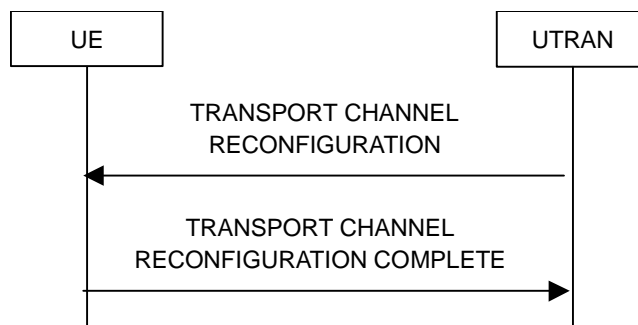 UE
UTRAN
TRANSPORT CHANNEL
RECONFIGURATION
TRANSPORT CHANNEL
RECONFIGURATION COMPLETE